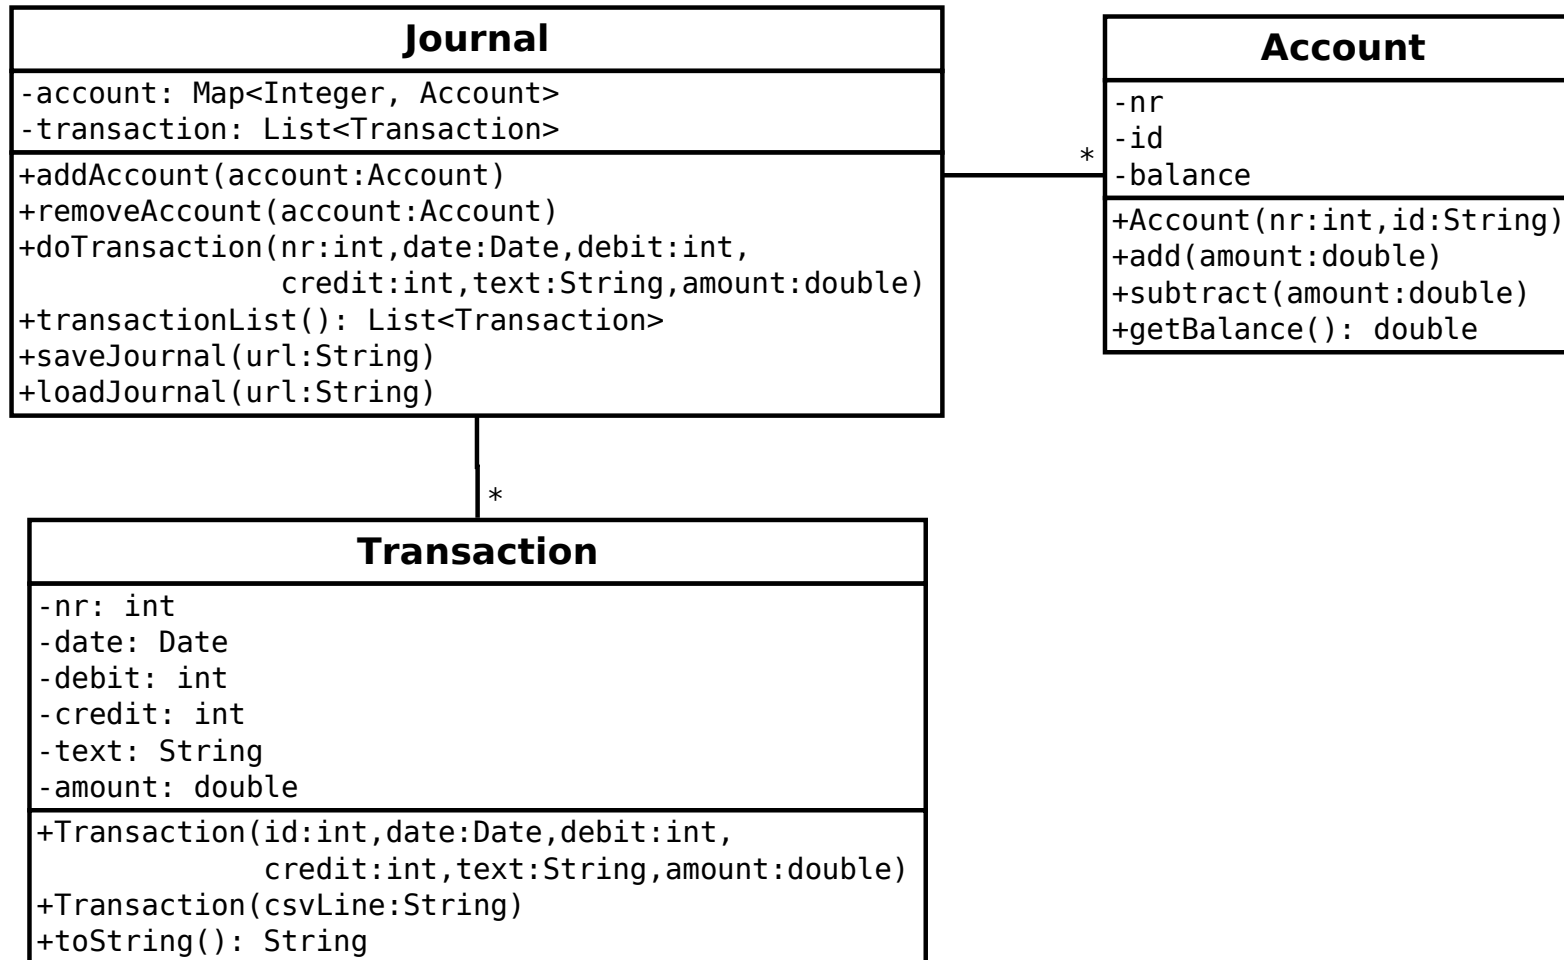 Journal
-account: Map<Integer, Account>
-transaction: List<Transaction>
+addAccount(account:Account)
+removeAccount(account:Account)
+doTransaction(nr:int,date:Date,debit:int,
credit:int,text:String,amount:double)
+transactionList(): List<Transaction>
+saveJournal(url:String)
+loadJournal(url:String)
*
Account
-nr
-id
-balance
+Account(nr:int,id:String)
+add(amount:double)
+subtract(amount:double)
+getBalance(): double
*
Transaction
-nr: int
-date: Date
-debit: int
-credit: int
-text: String
-amount: double
+Transaction(id:int,date:Date,debit:int,
credit:int,text:String,amount:double)
+Transaction(csvLine:String)
+toString(): String